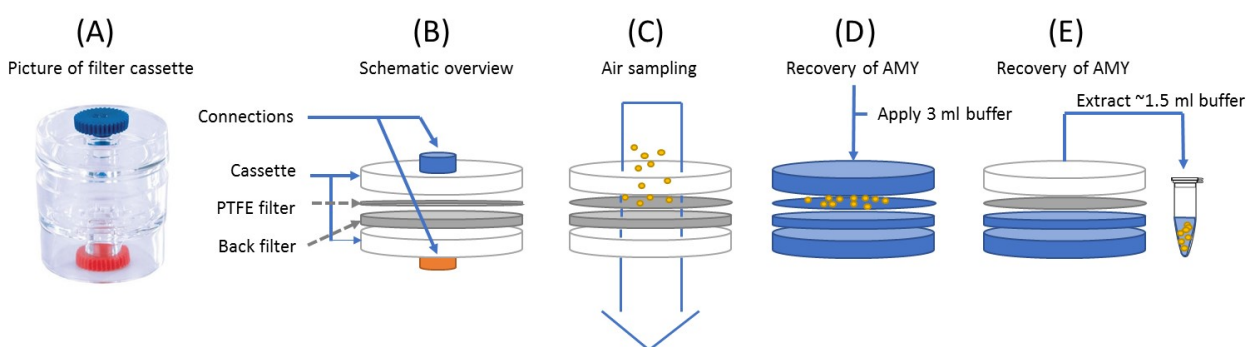 (A)
Picture of filter cassette
(B)
Schematic overview
Connections
Cassette
PTFE filter
Back filter
(C)
Air sampling
(D)
Recovery of AMY
Apply 3 ml buffer
(E)
Recovery of AMY
Extract ~1.5 ml buffer